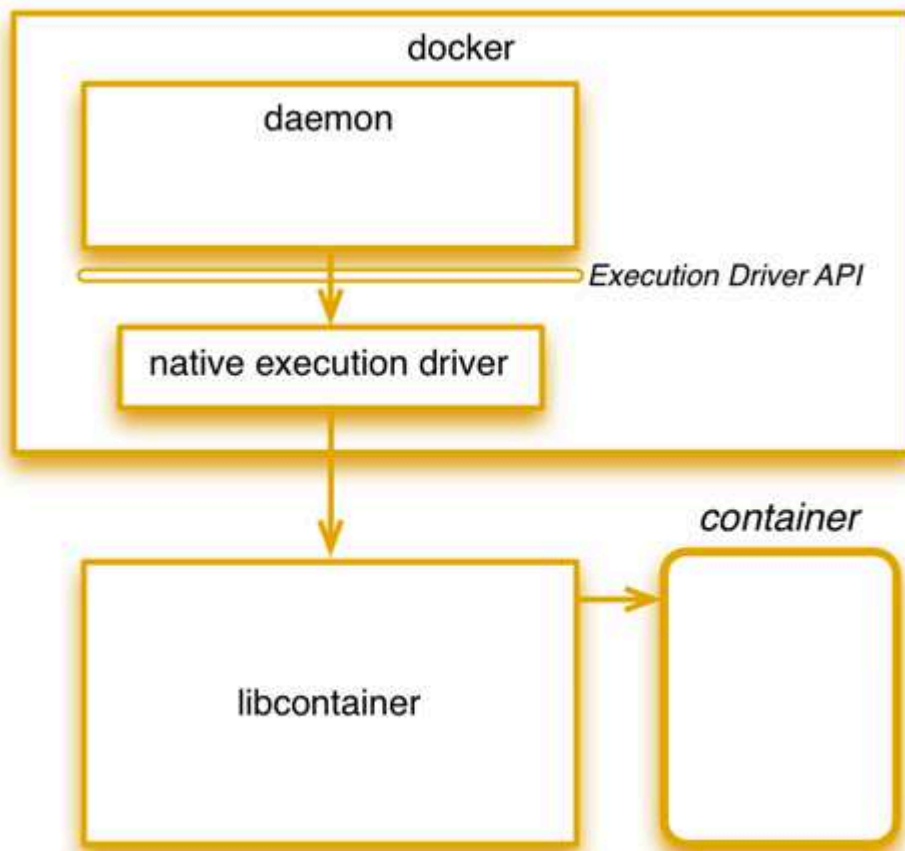 docker
daemon
Execution Driver API
native execution driver
container
libcontainer